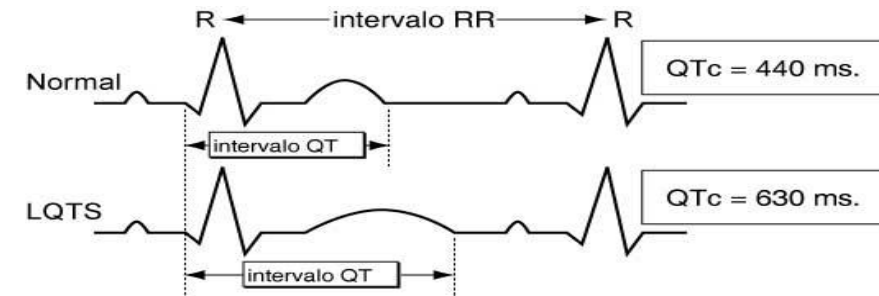 R intervalo RR R
Normal
QTc = 440 ms.
intervalo QT
LQTS
QTc = 630 ms.
intervalo QT